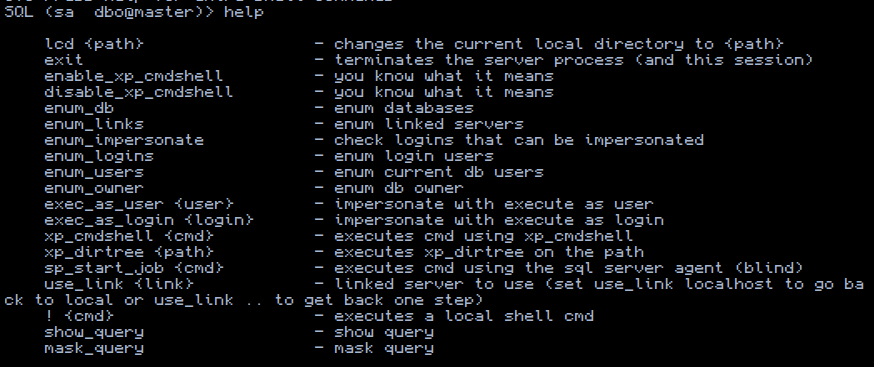 SQL (sa  dbo@master)> help
lcd {path} - changes the current local directory to {path}
exit - terminates the server process (and this session)
enable_xp_cmdshell - you know what it means
disable_xp_cmdshell - you know what it means
enum_db - enum databases
enum_links - enum linked servers
enum_impersonate - check logins that can be impersonated
enum_logins - enum login users
enum_users - enum current db users
enum_owner - enum db owner
exec_as_user {user} - impersonate with execute as user
exec_as_login {login} - impersonate with execute as login
xp_cmdshell {cmd} - executes cmd using xp_cmdshell
xp_dirtree {path} - executes xp_dirtree on the path
sp_start_job {cmd} - executes cmd using the sql server agent (blind)
use_link {link} - linked server to use (set use_link localhost to go ba
ck to local or use_link .. to get back one step)
! {cmd} - executes a local shell cmd
show_query - show query
mask_query - mask query